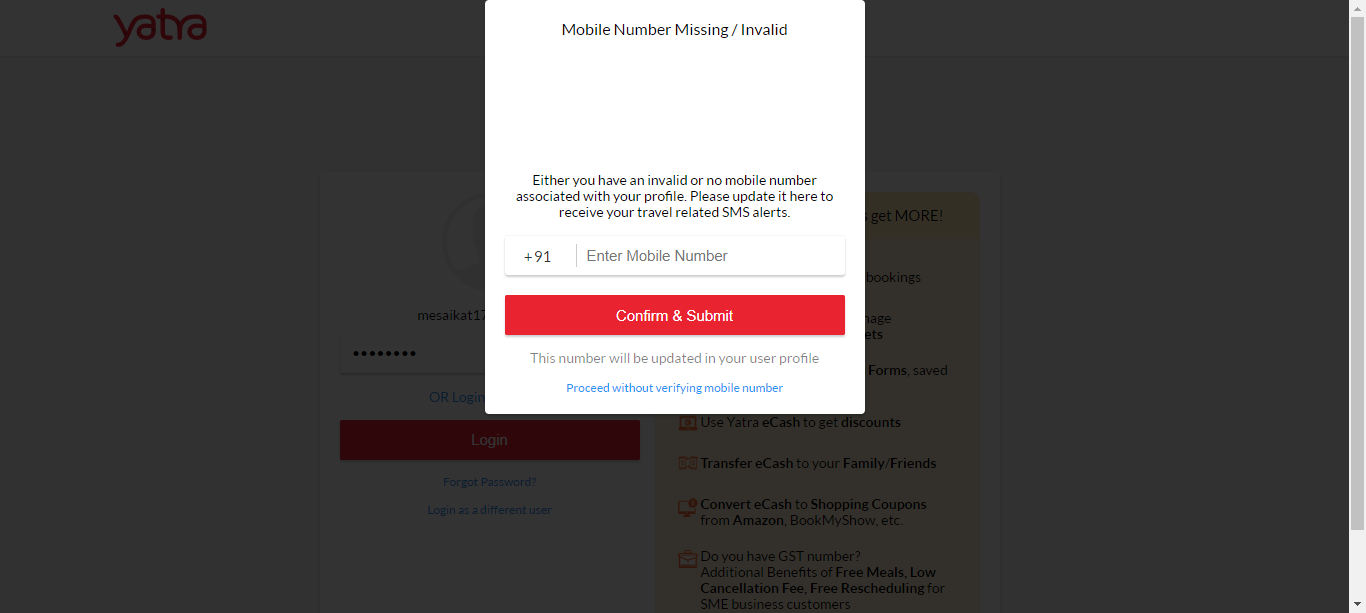 yatra
Mobile Number Missing / Invalid
Either you have an invalid or no mobile number
associated with your profile. Please update it here to
receive your travel related SMS alerts.
+91
Enter Mobile Number
Confirm & Submit
This number will be updated in your user profile
Proceed without verifying mobile number
mesaikat17
OR Login
Login
Forgot Password?
Login as a different user
get MORE!
bookings
Forms, saved
Use Yatra eCash to get discounts
Transfer eCash to your Family/Friends
Convert eCash to Shopping Coupons
from Amazon, BookMyShow, etc.
Do you have GST number?
Additional Benefits of Free Meals, Low
Cancellation Fee, Free Rescheduling for
SME business customers